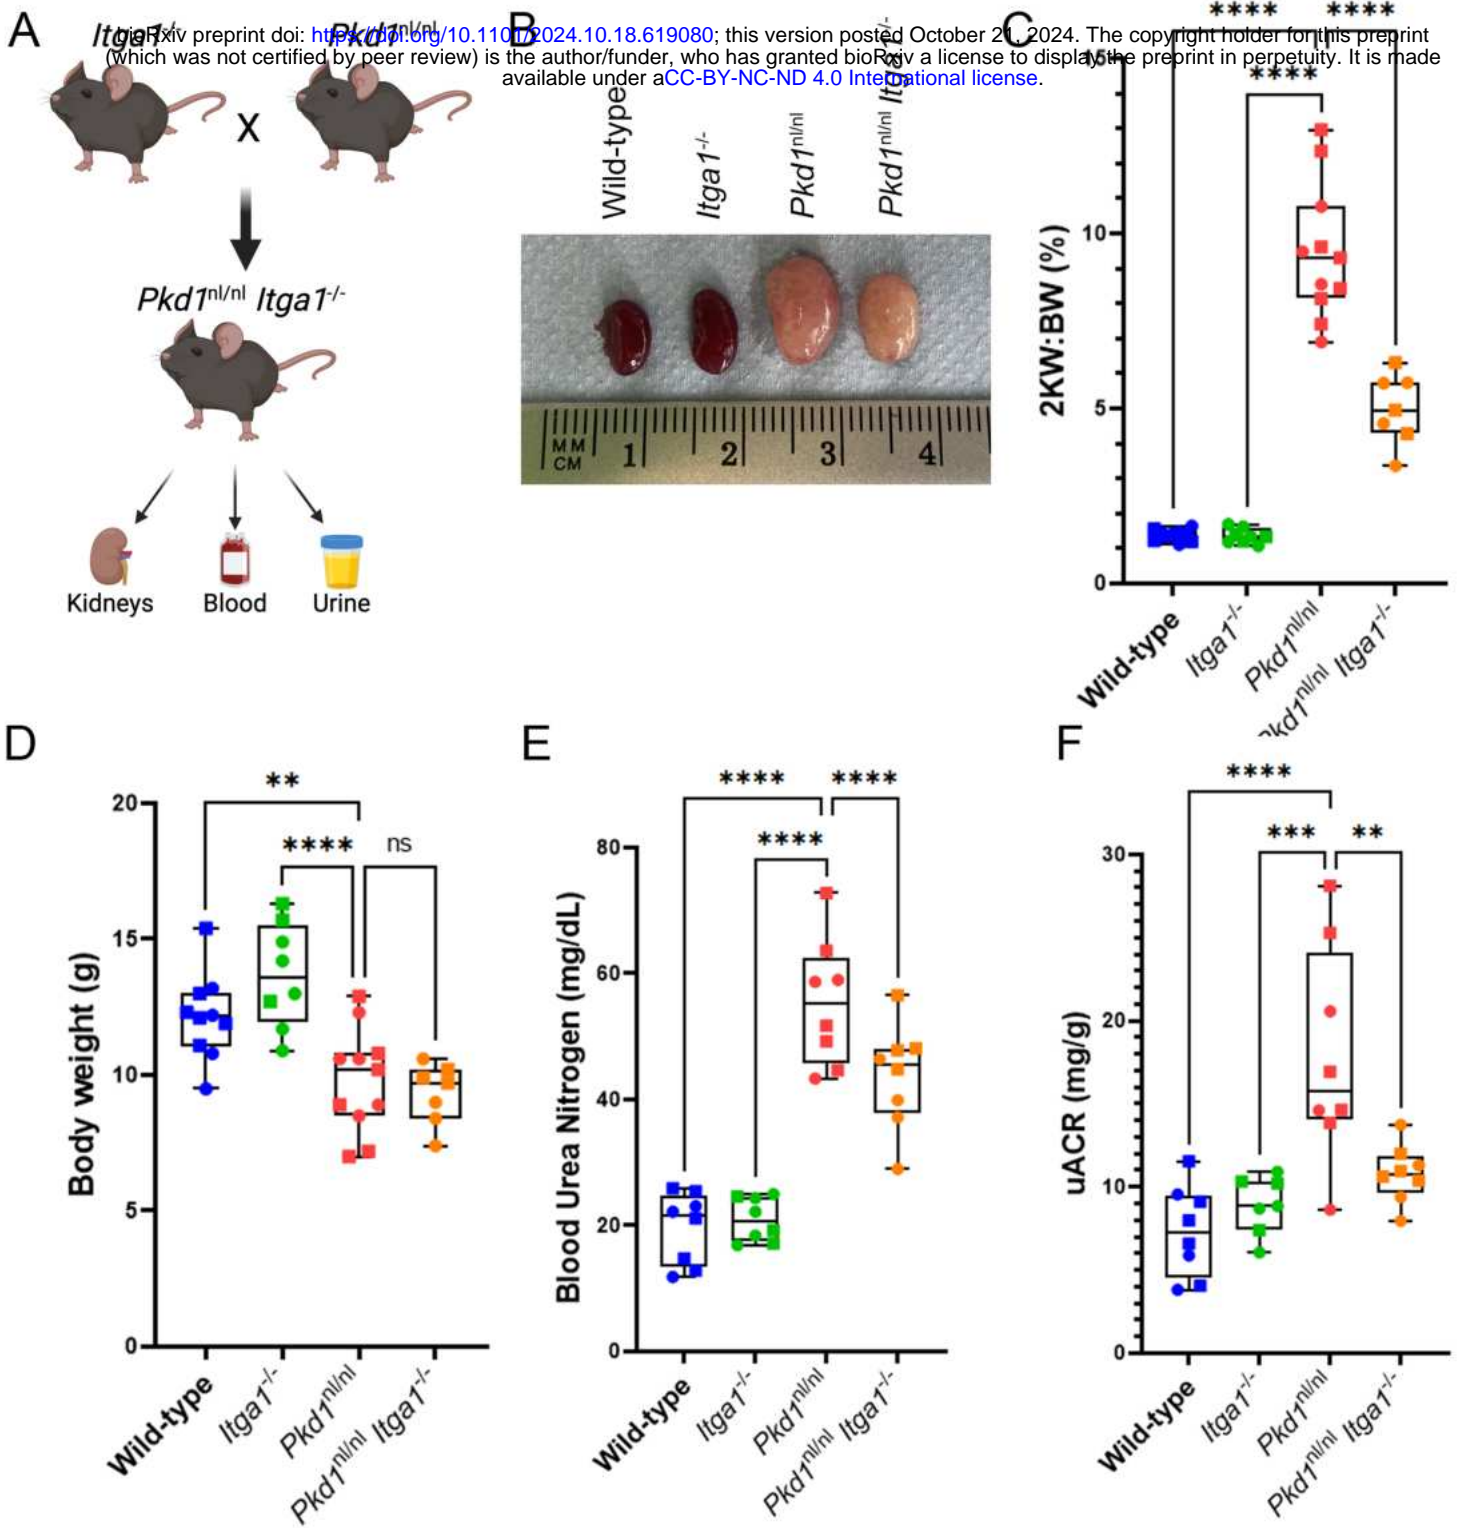 A
Itga1-/-
Pkd1nl/nl
B
C
bioRxiv preprint doi: https://doi.org/10.1101/2024.10.18.619080; this version posted October 21, 2024. The copyright holder for this preprint
(which was not certified by peer review) is the author/funder, who has granted bioRxiv a license to display the preprint in perpetuity. It is made
available under aCC-BY-NC-ND 4.0 International license.
X
Pkd1nl/nl Itga1-/-
Kidneys
Blood
Urine
Wild-type
Itga1-/-
Pkd1nl/nl
Pkd1nl/nl Itga1-/-
MM
CM
1
2
3
4
**** ****
****
2KW:BW (%)
15
10
5
0
Wild-type
Itga1-/-
Pkd1nl/nl
Pkd1nl/nl Itga1-/-
D
**
**** ns
Body weight (g)
20
15
10
5
0
Wild-type
Itga1-/-
Pkd1nl/nl
Pkd1nl/nl Itga1-/-
E
**** ****
****
Blood Urea Nitrogen (mg/dL)
80
60
40
20
0
Wild-type
Itga1-/-
Pkd1nl/nl
Pkd1nl/nl Itga1-/-
F
****
*** **
uACR (mg/g)
30
20
10
0
Wild-type
Itga1-/-
Pkd1nl/nl
Pkd1nl/nl Itga1-/-